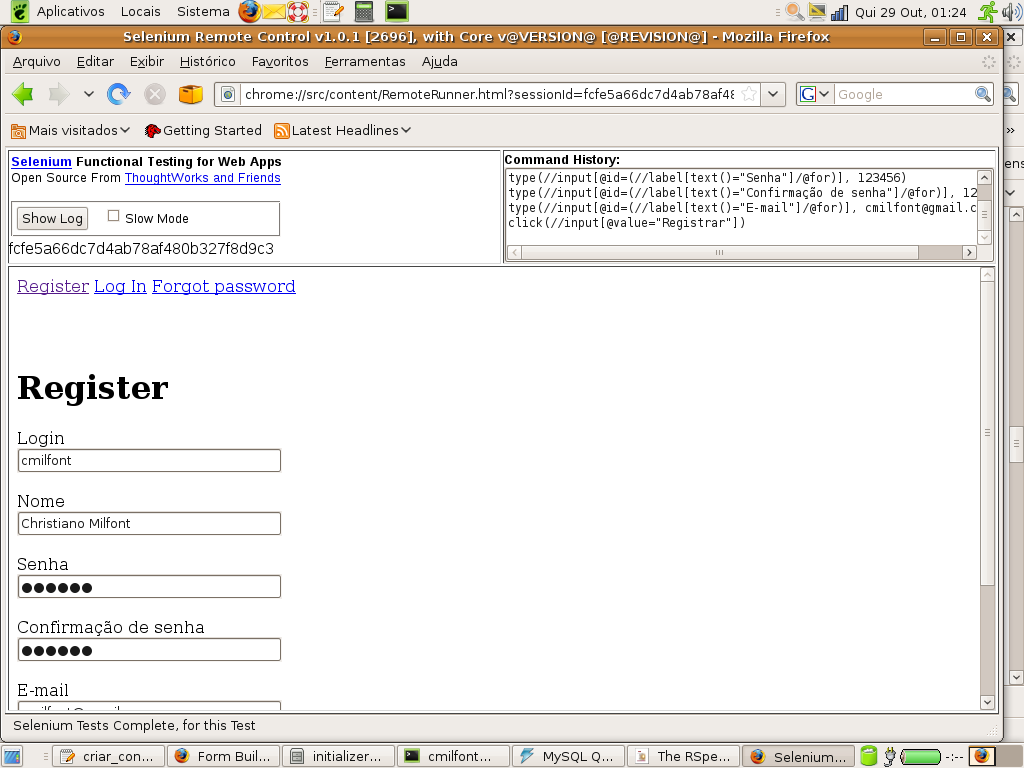 Aplicativos Locais Sistema Qui 29 Out, 01:24
Selenium Remote Control v1.0.1 [2696], with Core v@VERSION@ [@REVISION@] - Mozilla Firefox
Arquivo Editar Exibir Histórico Favoritos Ferramentas Ajuda
chrome://src/content/RemoteRunner.html?sessionId=fcfe5a66dc7d4ab78af48 G Google
Mais visitados Getting Started Latest Headlines »
Selenium Functional Testing for Web Apps
Open Source From ThoughtWorks and Friends
Show Log Slow Mode
fcfe5a66dc7d4ab78af480b327f8d9c3
Command History:
type(//input[@id=(//label[text()="Senha"]/@for)], 123456)
type(//input[@id=(//label[text()="Confirmação de senha"]/@for)], 12
type(//input[@id=(//label[text()="E-mail"]/@for)], cmilfont@gmail.c
click(//input[@value="Registrar"])
ens
Register Log In Forgot password
Register
Login
cmilfont
Nome
Christiano Milfont
Senha
●●●●●●
Confirmação de senha
●●●●●●
E-mail
Selenium Tests Complete, for this Test
criar_con... Form Buil... initializer... cmilfont... MySQL Q... The RSpe... Selenium... -:--